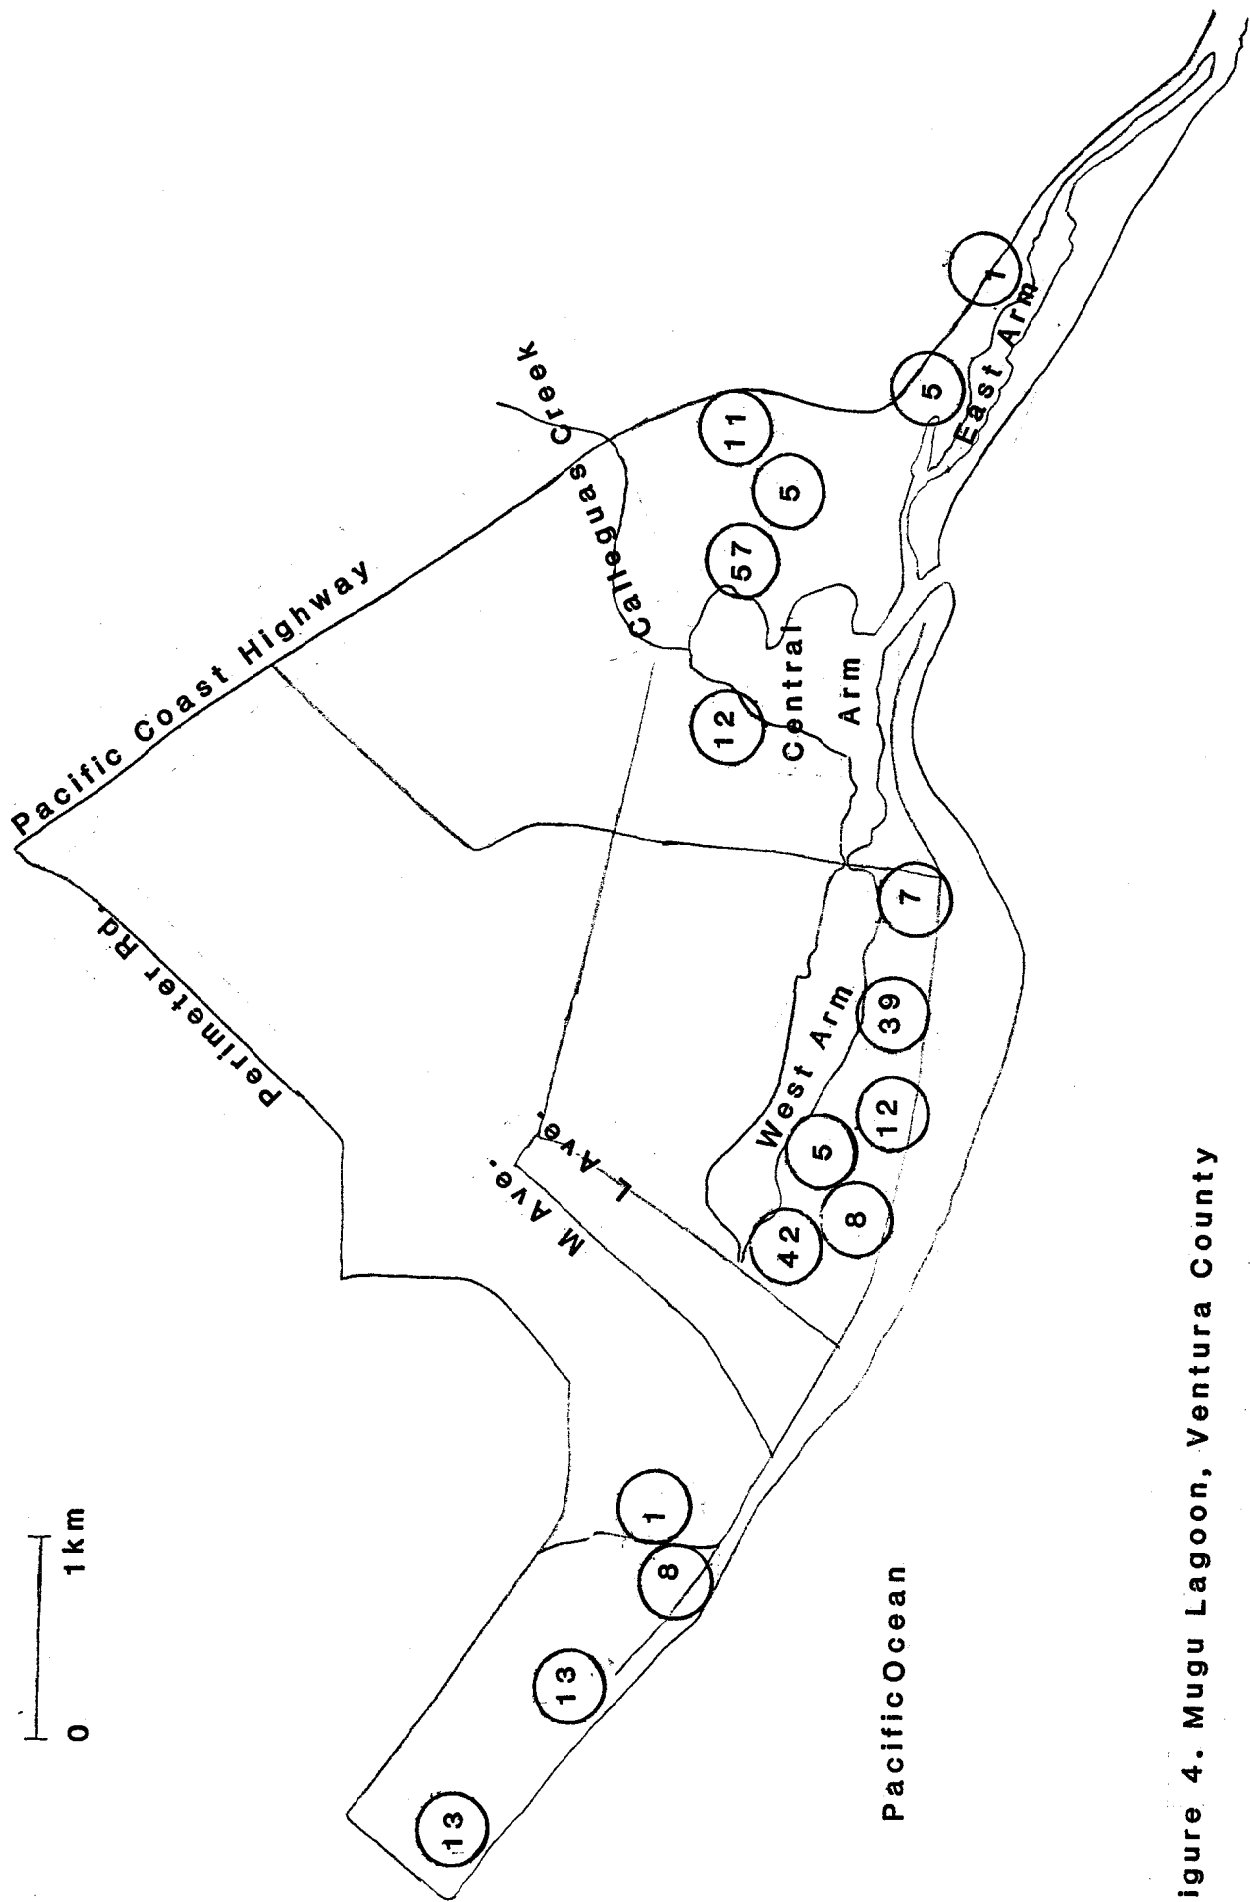 0
1km
Pacific Coast Highway
Perimeter Rd.
Calleguas Creek
M Ave.
L Ave.
13
13
8
1
42
8
5
12
39
7
West Arm
12
Central
Arm
57
5
11
5
1
East Arm
PacificOcean
igure 4. Mugu Lagoon, Ventura County